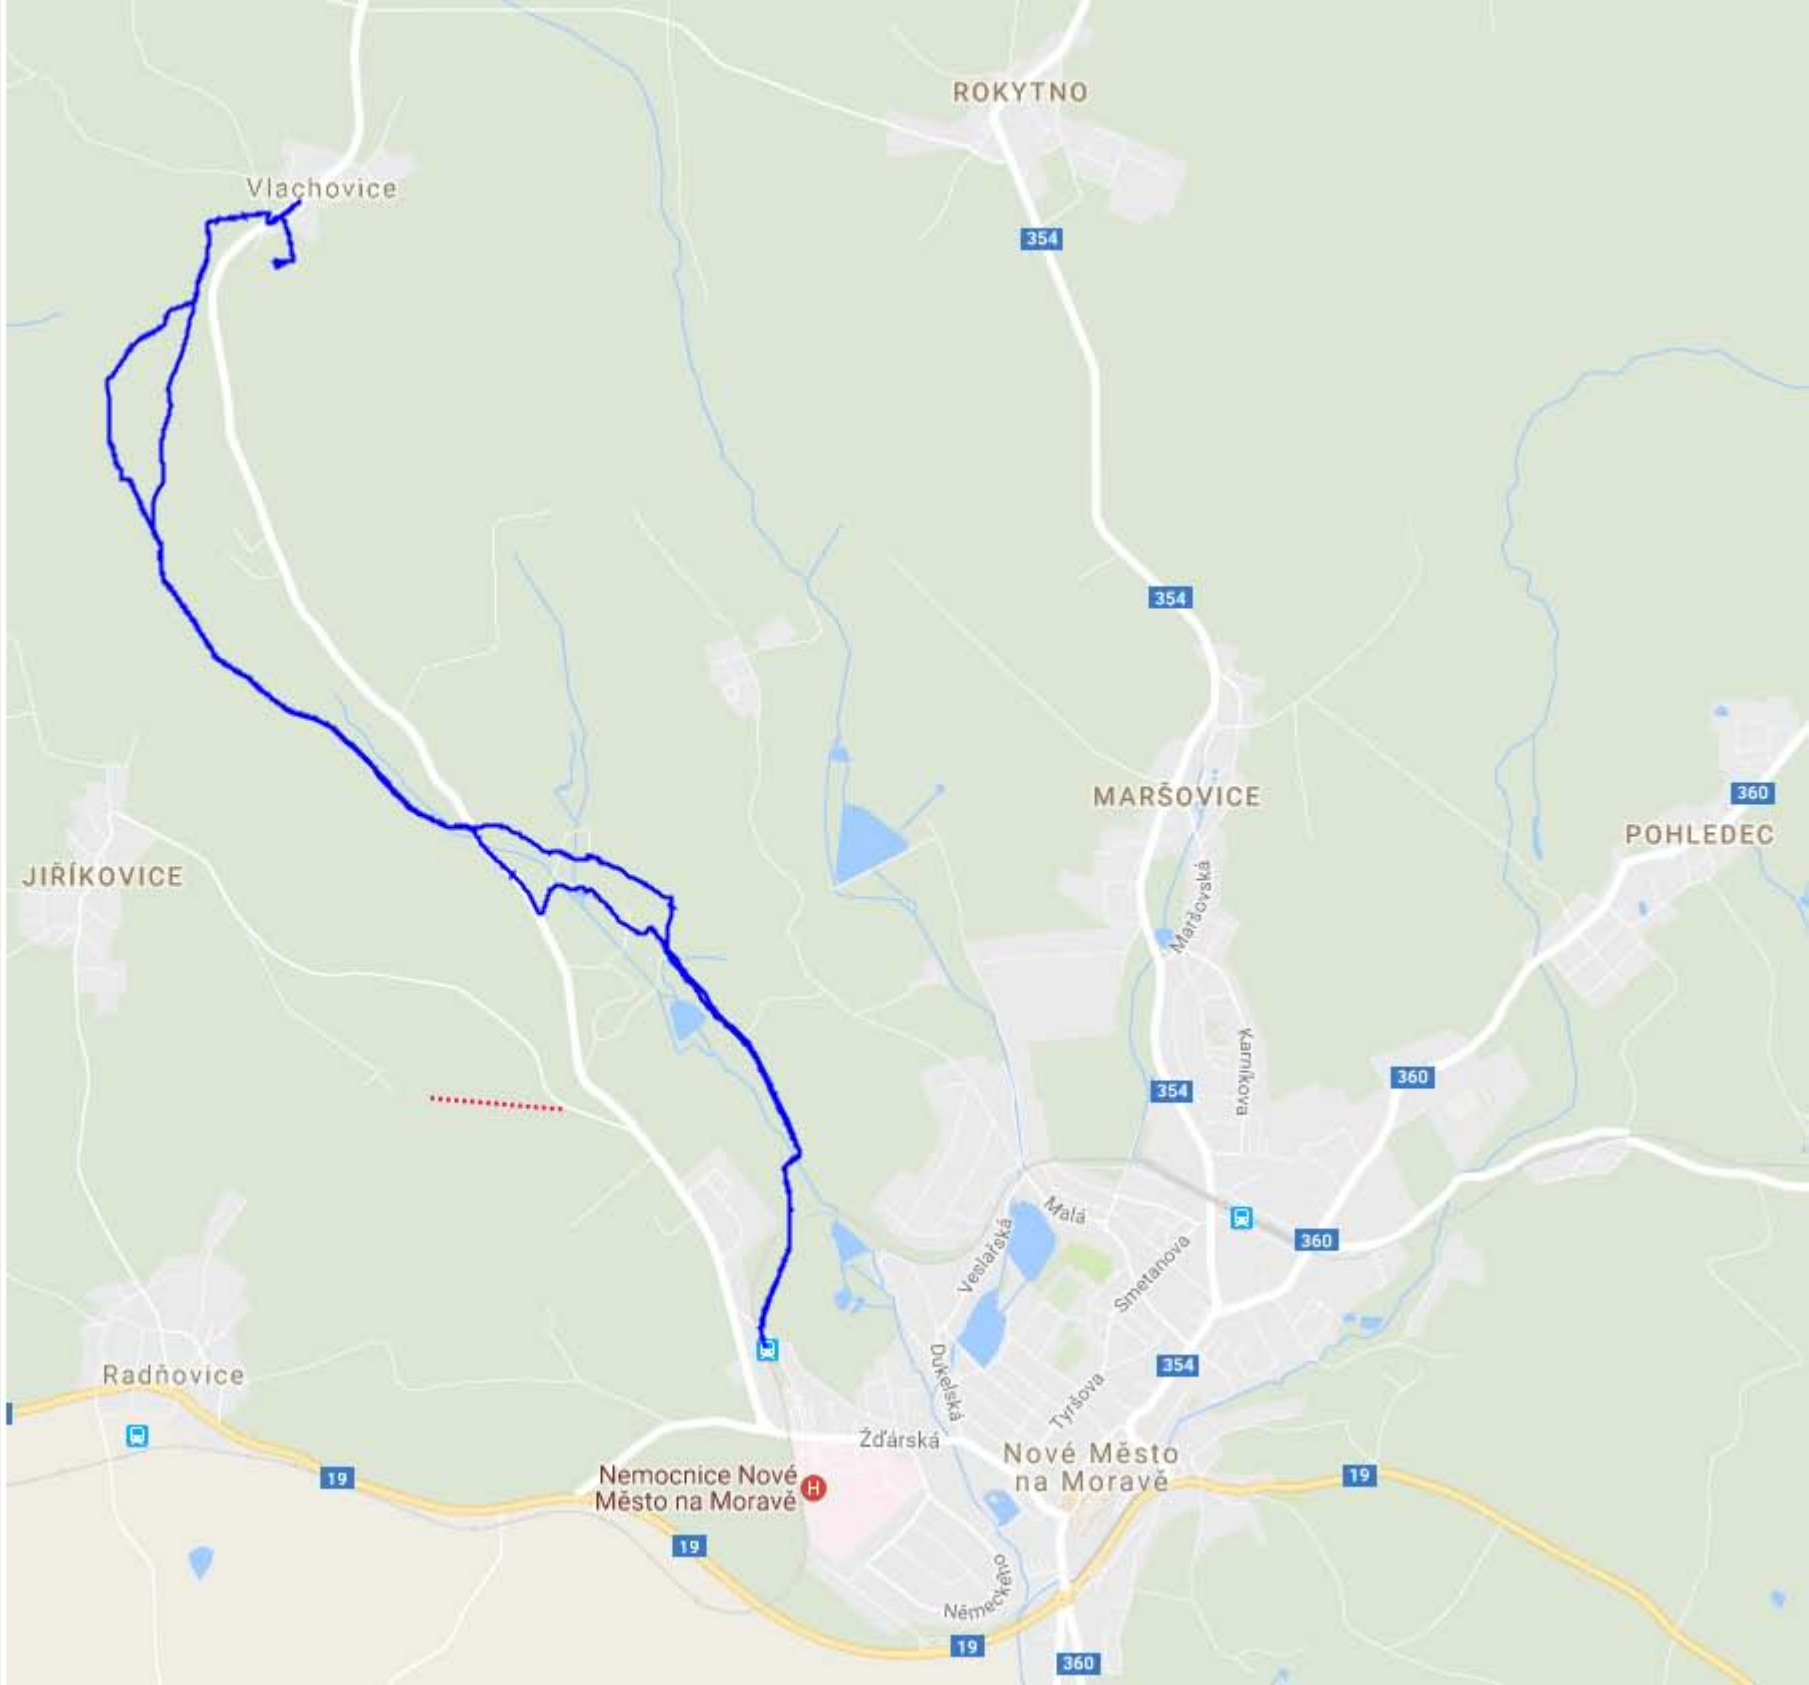 ROKYTNO
Vlachovice
354
354
MARŠOVICE
360
POHLEDEC
JIŘÍKOVICE
Maršovská
Karníkova
360
354
Malá
Veslařská
Smetanova
360
Dukelská
354
Radňovice
Tyršova
Žďárská
Nové Město
na Moravě
19
Nemocnice Nové
Město na Moravě
H
19
19
Německého
19
360